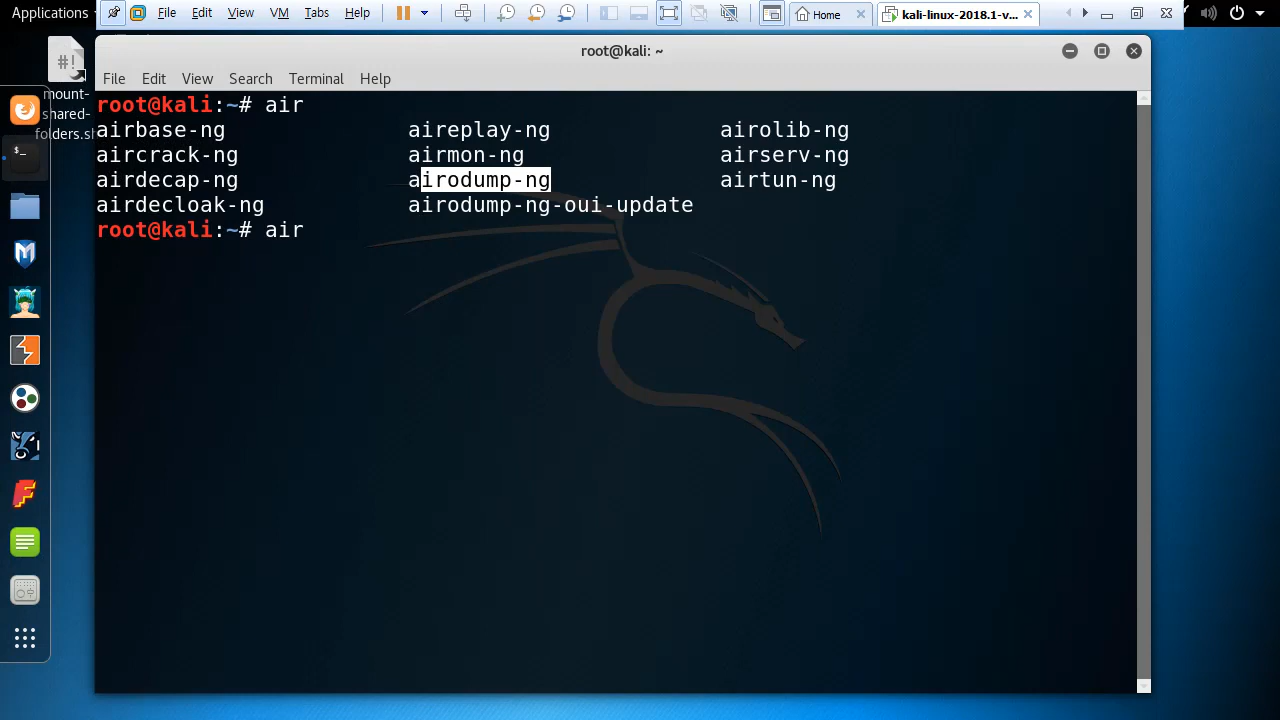 Applications File Edit View VM Tabs Help Home kali-linux-2018.1-v...
root@kali: ~
File Edit View Search Terminal Help
#!
mount-
shared-
folders.sh
$_
root@kali:~# air
airbase-ng aireplay-ng airolib-ng
aircrack-ng airmon-ng airserv-ng
airdecap-ng airodump-ng airtun-ng
airdecloak-ng airodump-ng-oui-update
root@kali:~# air